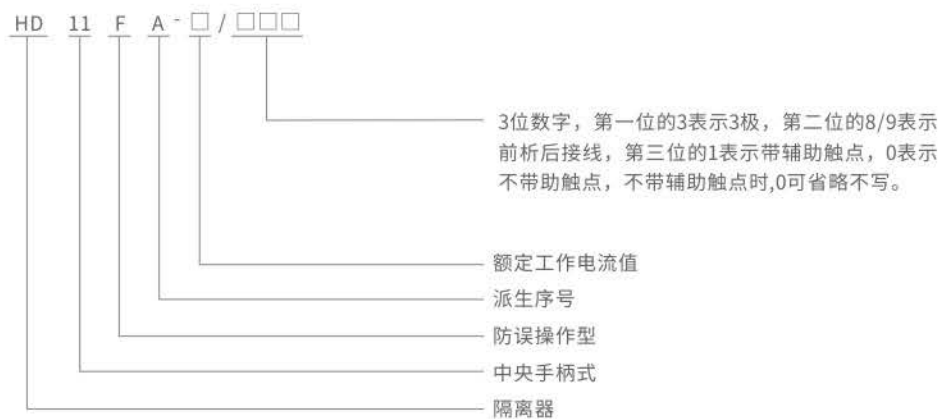 HD 11 F A - □ / □□□
3位数字，第一位的3表示3极，第二位的8/9表示
前析后接线，第三位的1表示带辅助触点，0表示
不带助触点，不带辅助触点时,0可省略不写。
额定工作电流值
派生序号
防误操作型
中央手柄式
隔离器